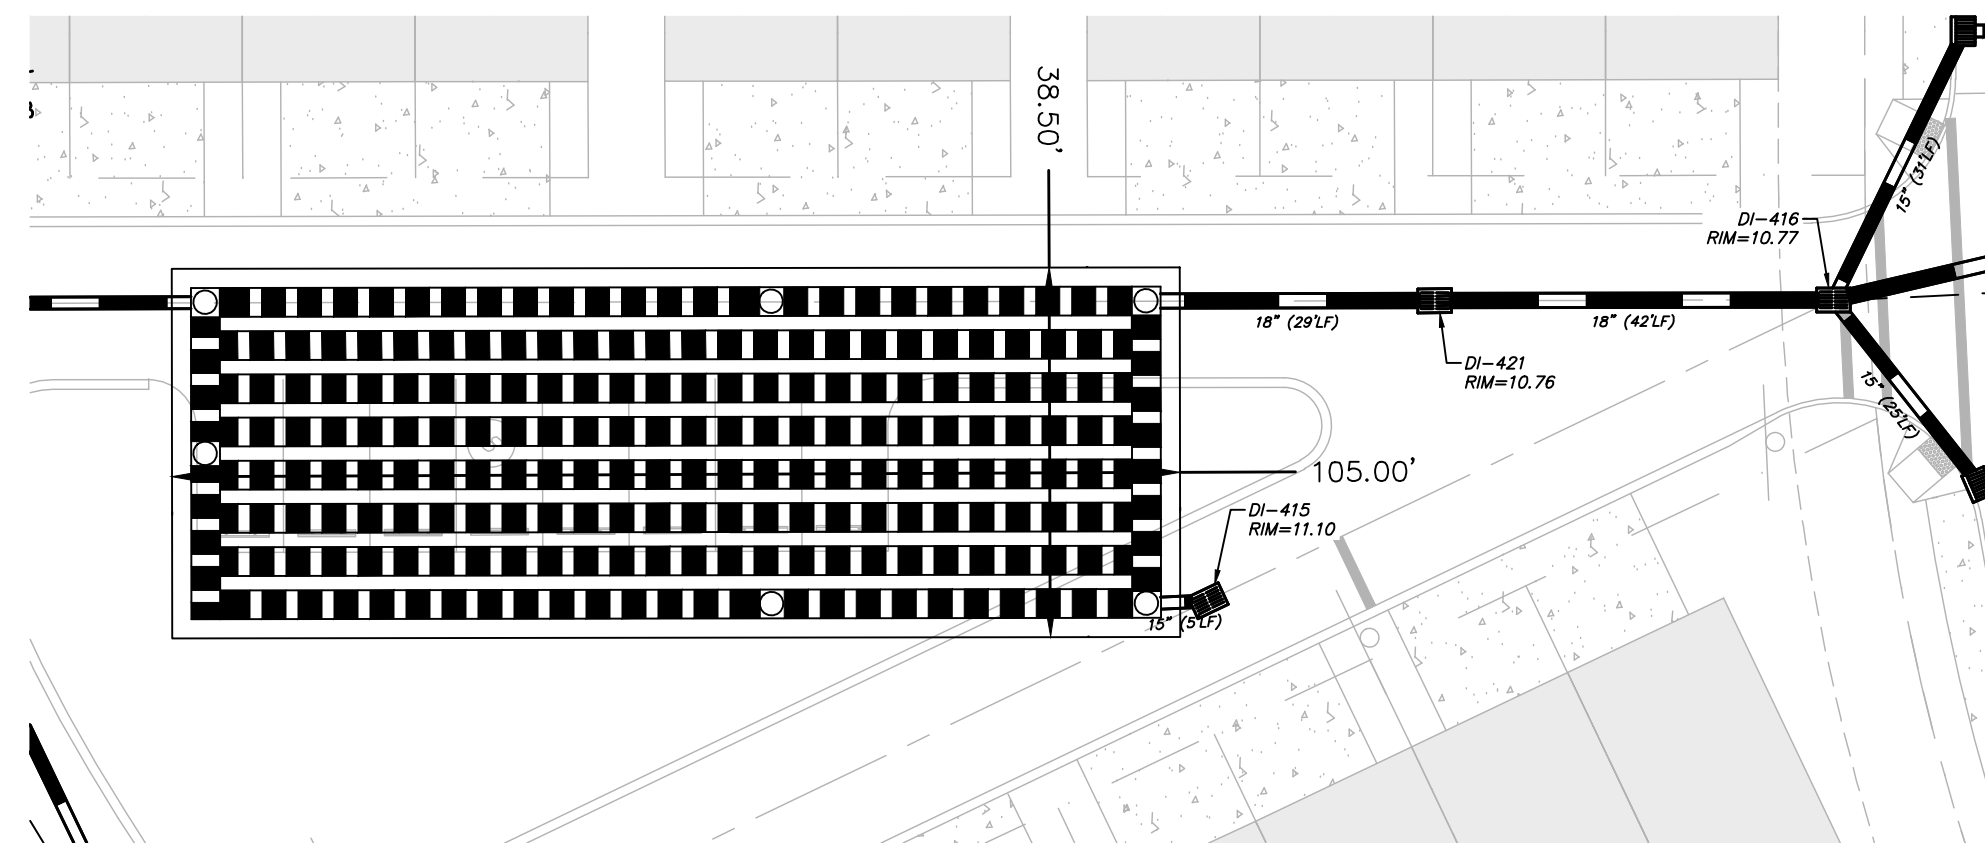 38.50'
15" (31'LF)
DI-416
RIM=10.77
18" (29'LF)
18" (42'LF)
DI-421
RIM=10.76
15" (25'LF)
105.00'
DI-415
RIM=11.10
15" (5'LF)